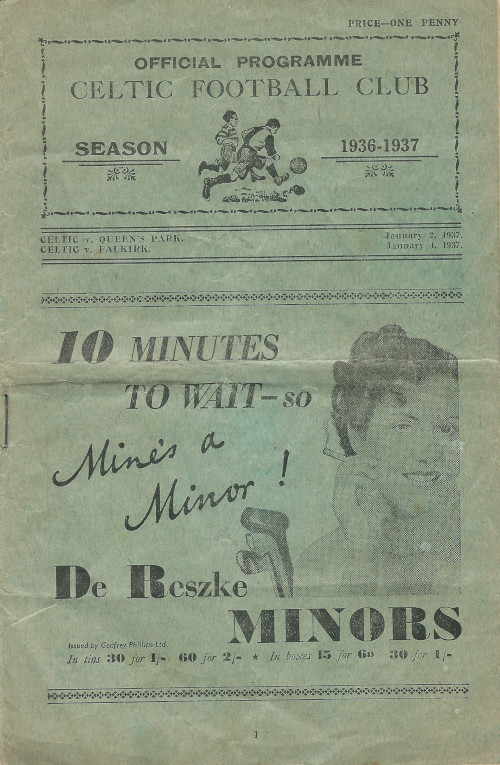 PRICE—ONE PENNY
OFFICIAL PROGRAMME
CELTIC FOOTBALL CLUB
SEASON 1936-1937
CELTIC v. QUEEN'S PARK. January 2, 1937.
CELTIC v. FALKIRK. January 4, 1937.
10 MINUTES
TO WAIT—so
Mine's a
Minor!
De Reszke
MINORS
Issued by Godfrey Phillips Ltd.
In tins 30 for 1/- 60 for 2/- ★ In boxes 15 for 6D 30 for 1/-
1